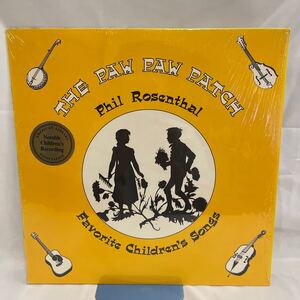 THE PAW PAW PATCH
Phil Rosenthal
Notable
Children's
Recording
Favorite Children's Songs